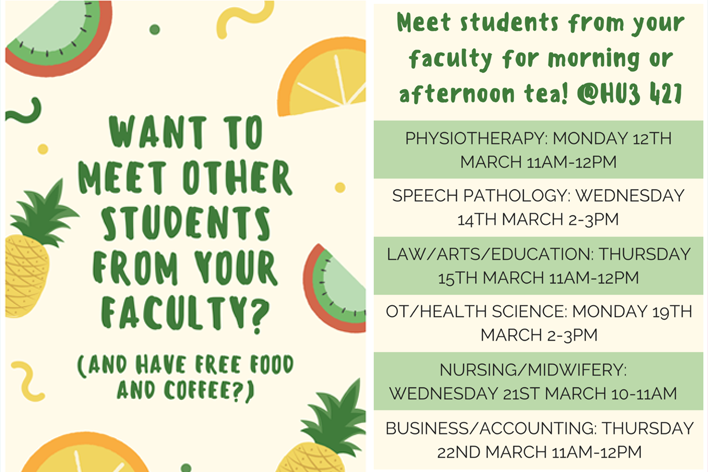 WANT TO
MEET OTHER
STUDENTS
FROM YOUR
FACULTY?
(AND HAVE FREE FOOD
AND COFFEE?)
Meet students from your
faculty for morning or
afternoon tea! @HU3 427
PHYSIOTHERAPY: MONDAY 12TH
MARCH 11AM-12PM
SPEECH PATHOLOGY: WEDNESDAY
14TH MARCH 2-3PM
LAW/ARTS/EDUCATION: THURSDAY
15TH MARCH 11AM-12PM
OT/HEALTH SCIENCE: MONDAY 19TH
MARCH 2-3PM
NURSING/MIDWIFERY:
WEDNESDAY 21ST MARCH 10-11AM
BUSINESS/ACCOUNTING: THURSDAY
22ND MARCH 11AM-12PM